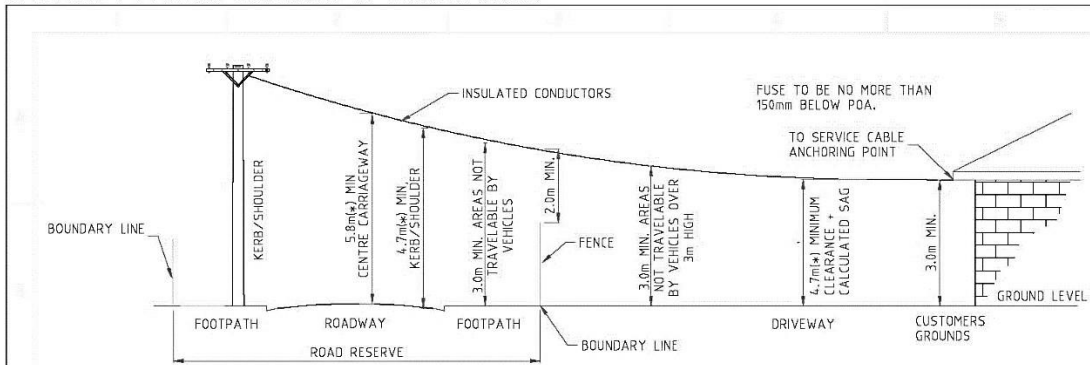 INSULATED CONDUCTORS
FUSE TO BE NO MORE THAN
150mm BELOW POA.
TO SERVICE CABLE
ANCHORING POINT
BOUNDARY LINE
KERB/SHOULDER
5.8m(*) MIN
CENTRE CARRIAGEWAY
4.7m(*) MIN.
KERB/SHOULDER
3.0m MIN. AREAS NOT
TRAVELABLE BY
VEHICLES
2.0m MIN.
FENCE
3.0m MIN. AREAS
NOT TRAVELABLE
BY VEHICLES OVER
3m HIGH
4.7m(*) MINIMUM
CLEARANCE +
CALCULATED SAG
3.0m MIN.
GROUND LEVEL
FOOTPATH
ROADWAY
FOOTPATH
DRIVEWAY
CUSTOMERS
GROUNDS
BOUNDARY LINE
ROAD RESERVE